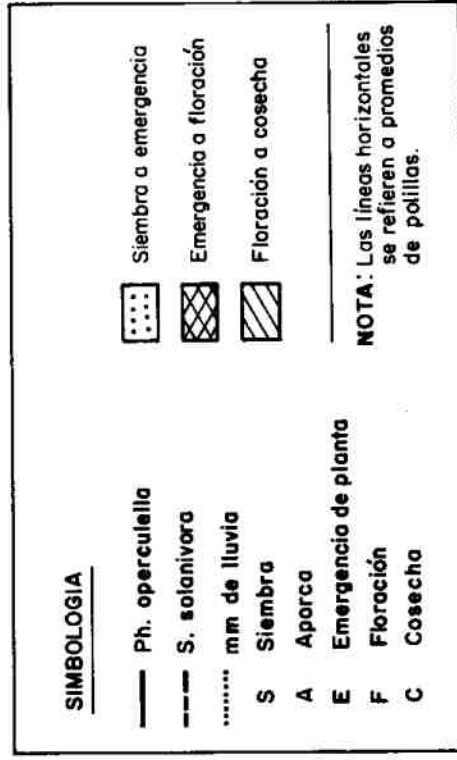 SIMBOLOGIA
Ph. operculella
S. solanivora
mm de lluvia
S Siembra
A Aporca
E Emergencia de planta
F Floración
C Cosecha
Siembra a emergencia
Emergencia a floración
Floración a cosecha
NOTA: Las líneas horizontales
se refieren a promedios
de polillas.